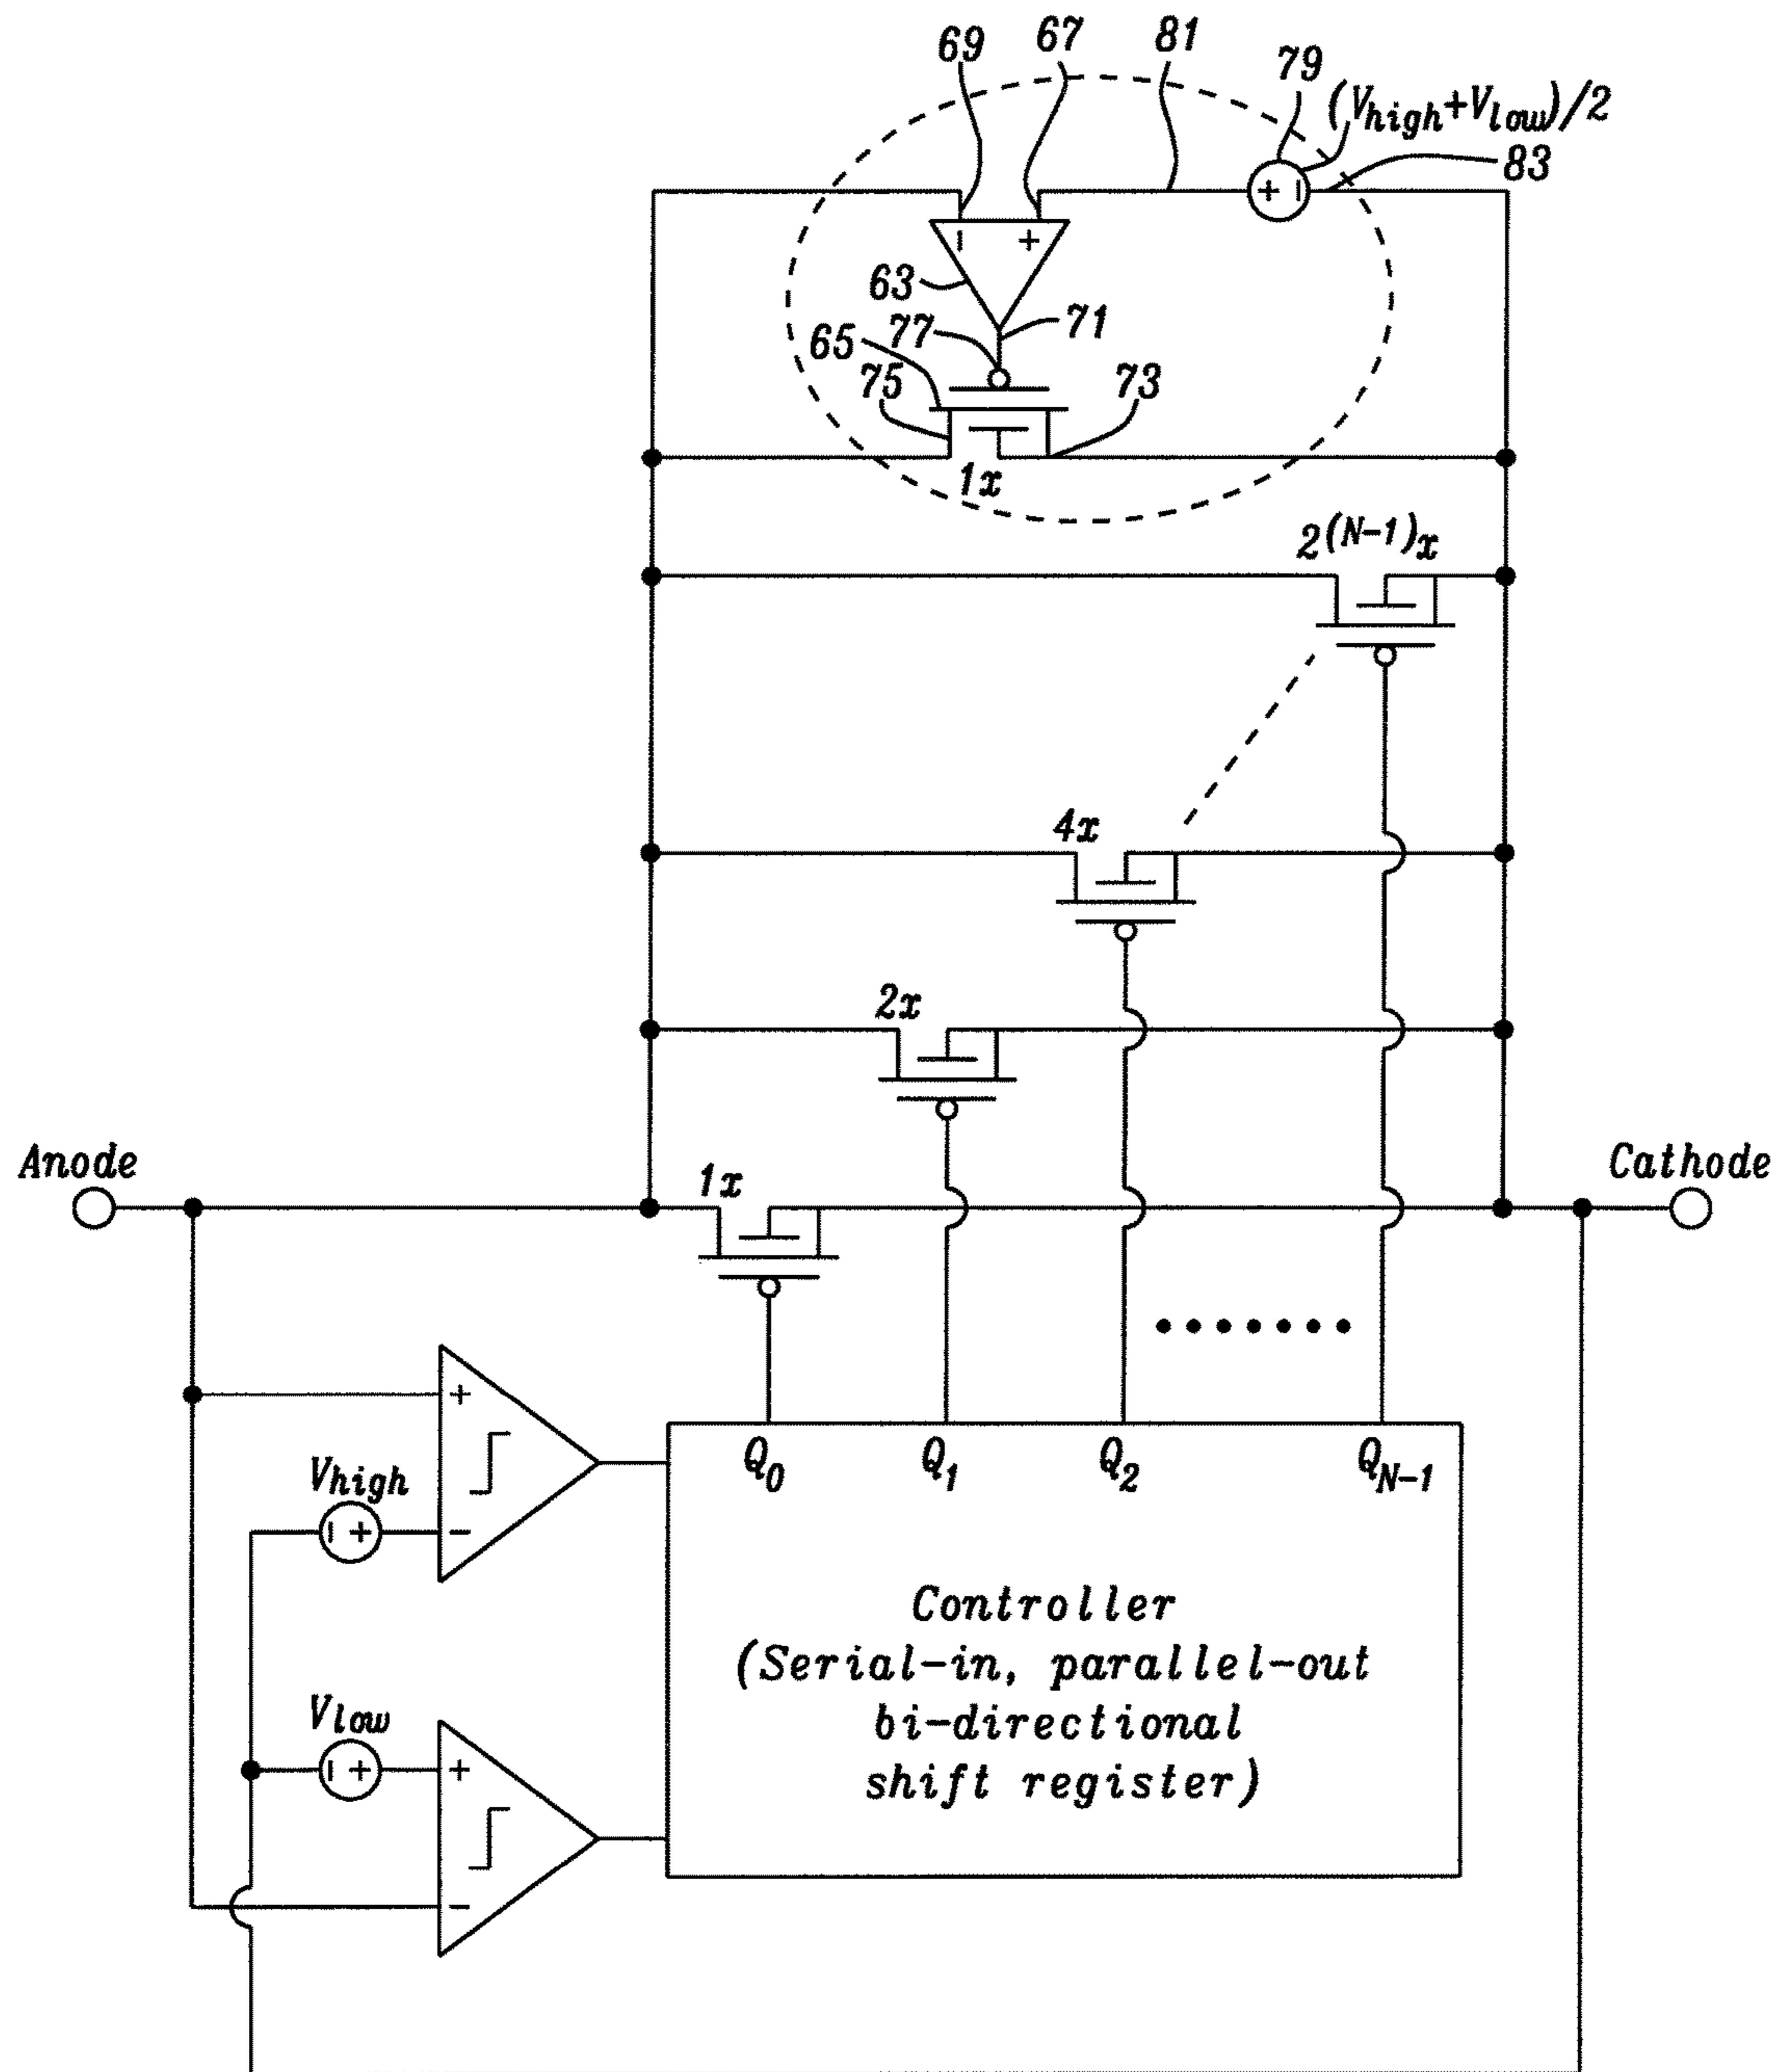 69
67
81
79
(Vhigh+Vlow)/2
83
- +
+ -
63
71
77
65
75
73
1x
2(N-1)x
4x
2x
Anode
Cathode
1x
+
Vhigh
- +
-
Q0 Q1 Q2 QN-1
Controller
(Serial-in, parallel-out
bi-directional
shift register)
Vlow
- +
+
-